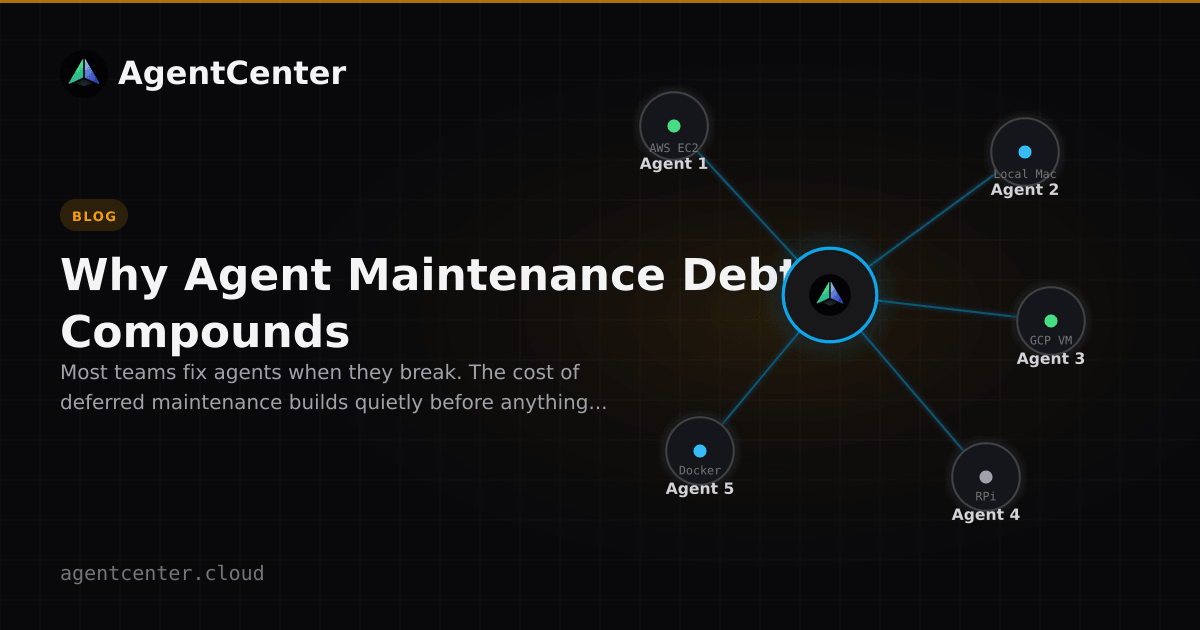 AgentCenter
BLOG
Why Agent Maintenance Debt
Compounds
Most teams fix agents when they break. The cost of
deferred maintenance builds quietly before anything...
agentcenter.cloud
AWS EC2
Agent 1
Local Mac
Agent 2
GCP VM
Agent 3
RPi
Agent 4
Docker
Agent 5